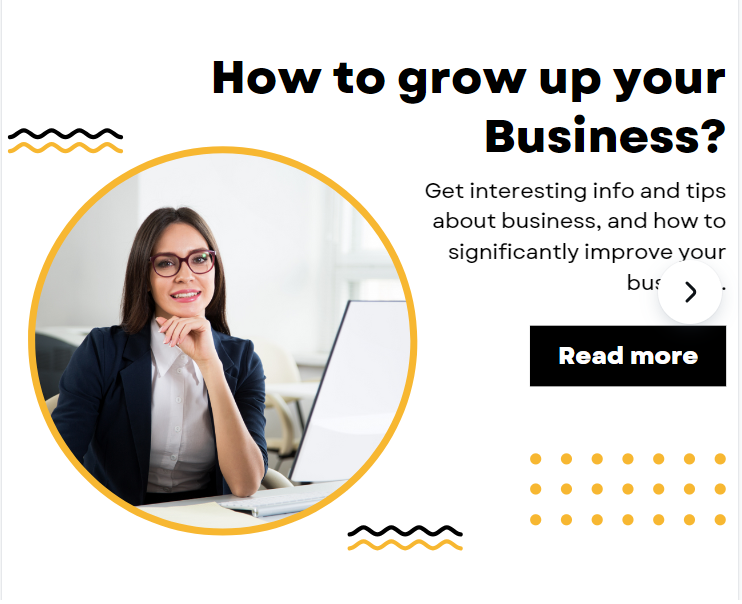 How to grow up your
Business?
Get interesting info and tips
about business, and how to
significantly improve your
Read more